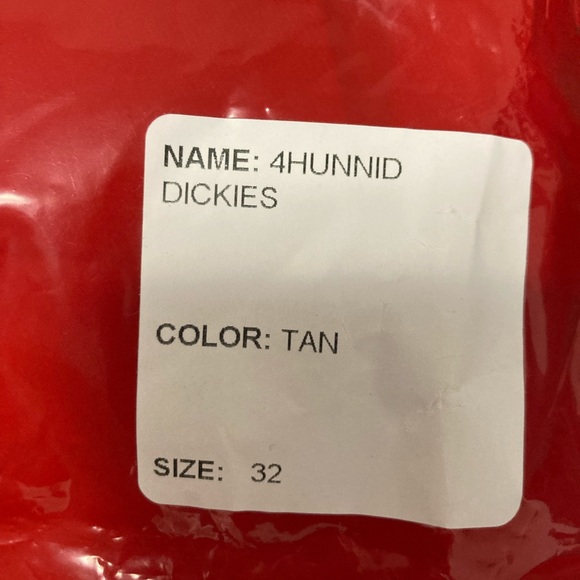 NAME: 4HUNNID
DICKIES
COLOR: TAN
SIZE: 32